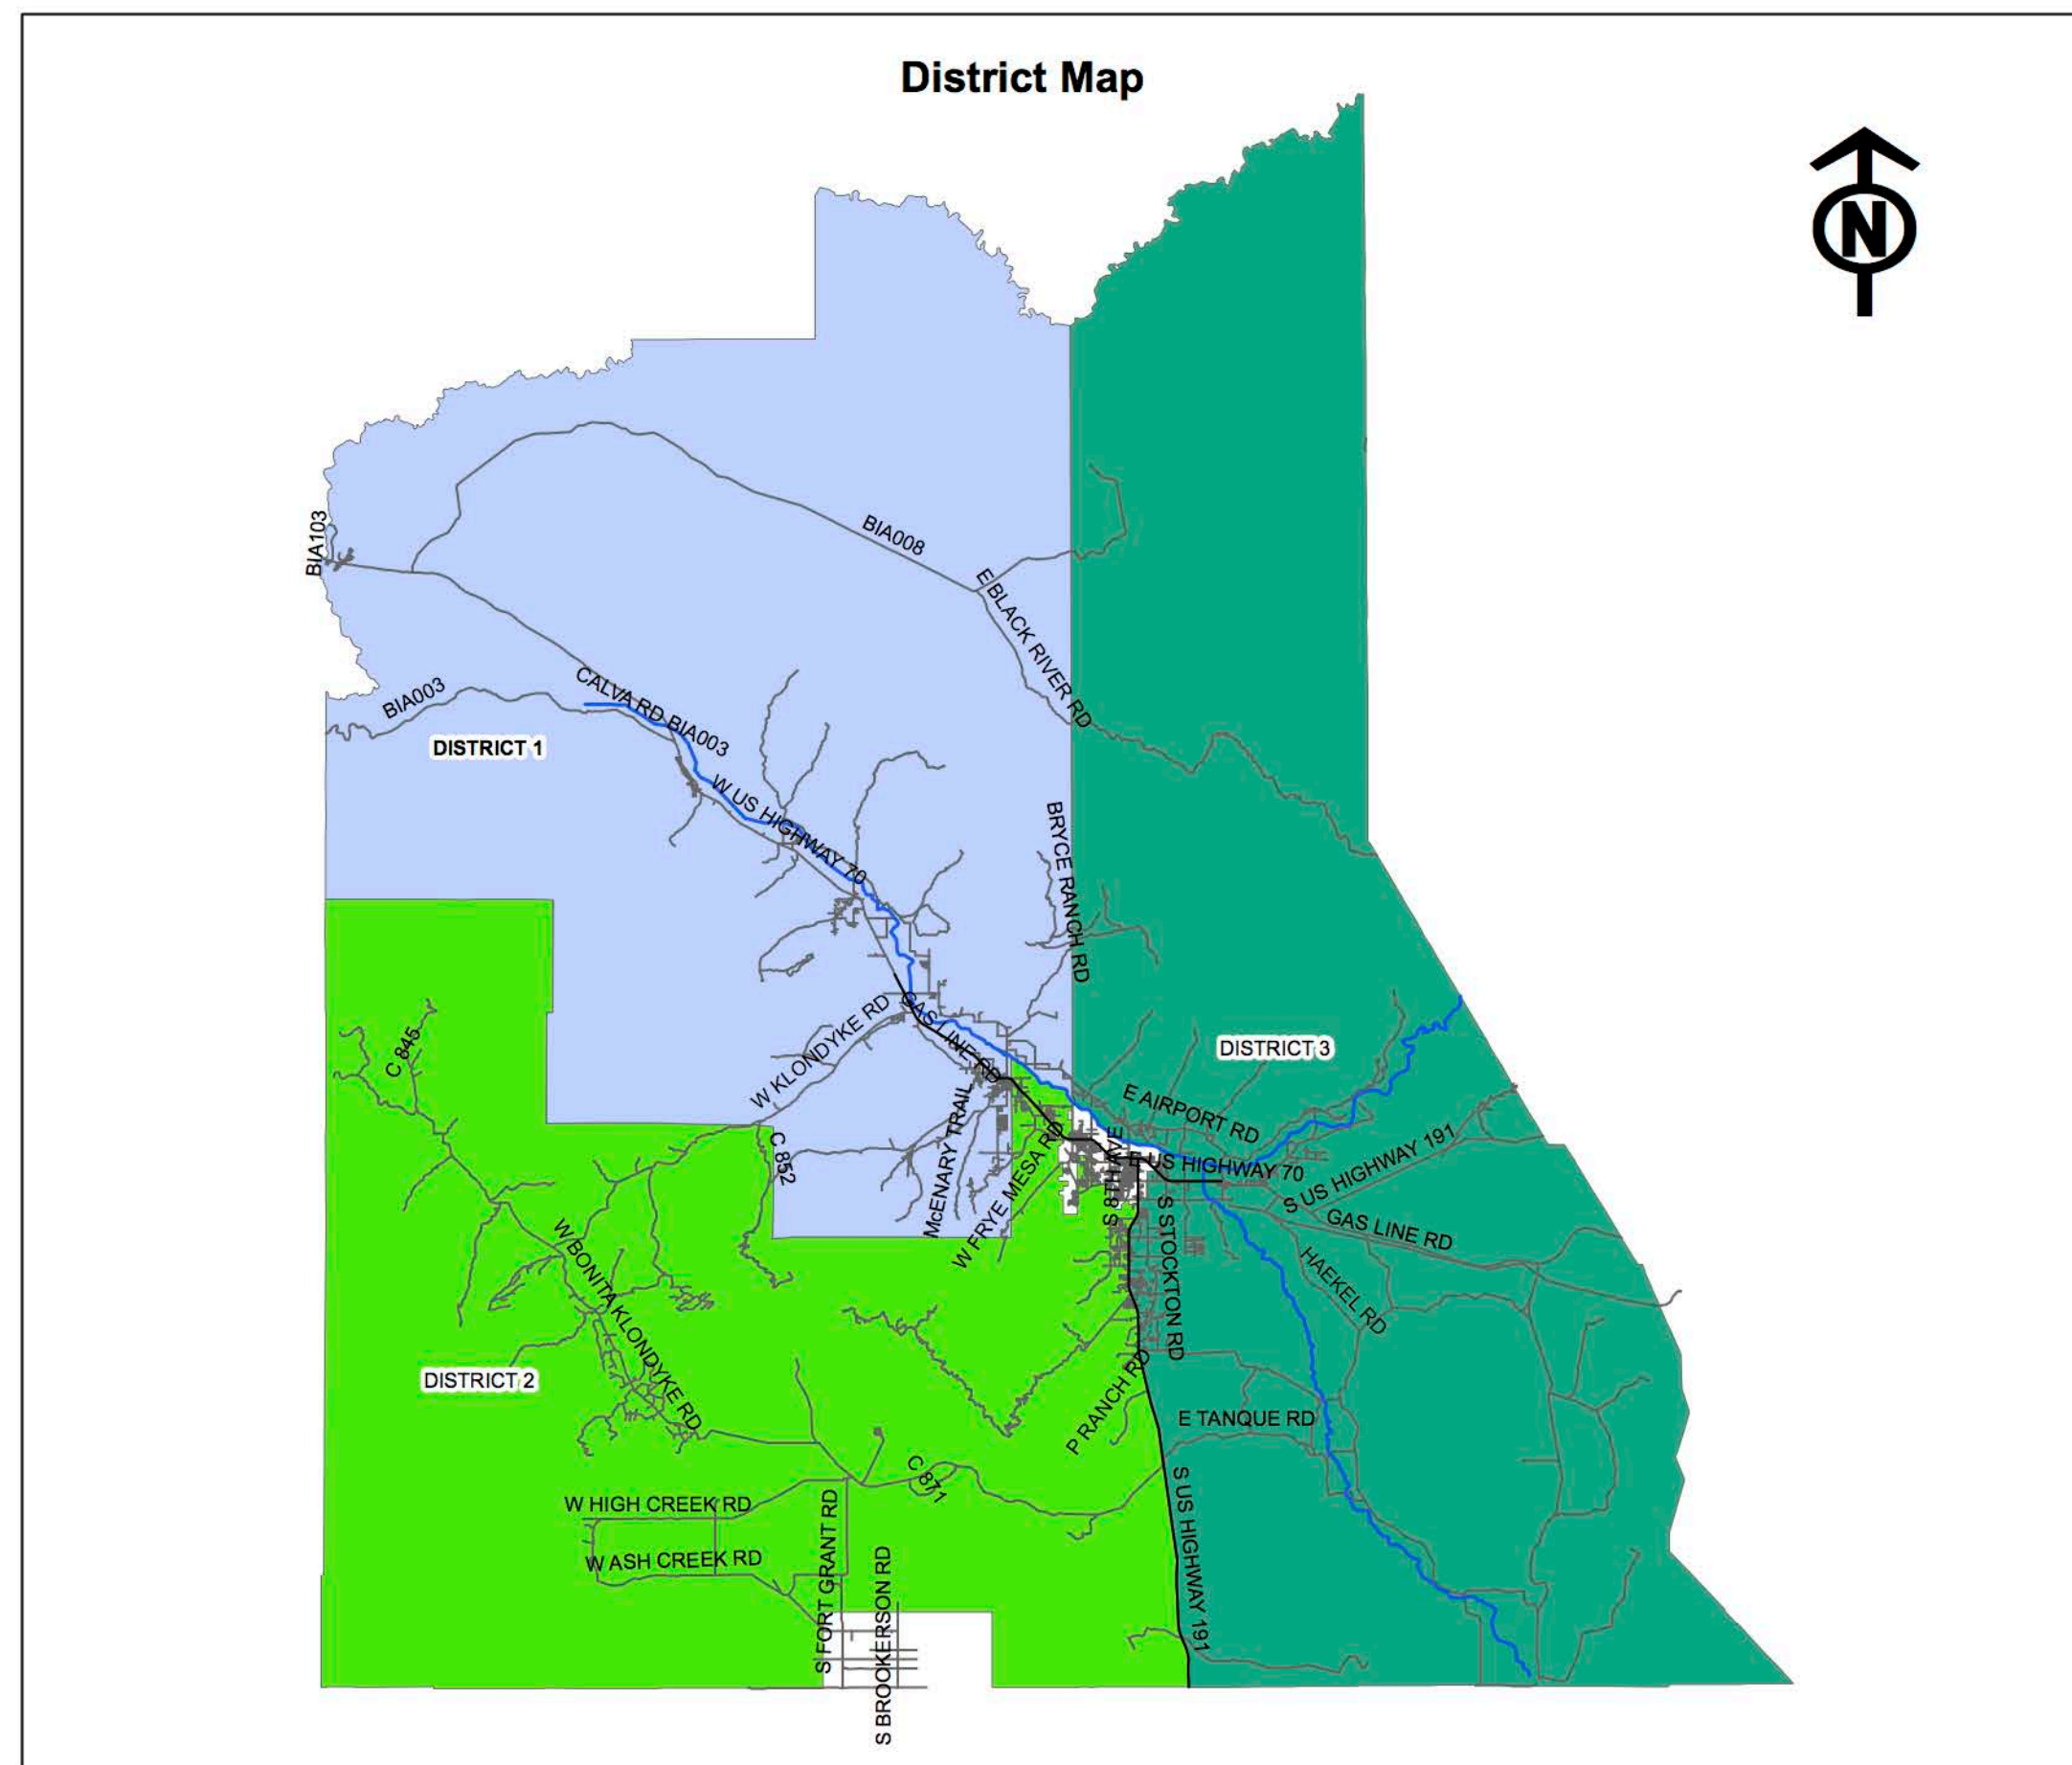 District Map
N
BIA103
BIA008
E BLACK RIVER RD
BIA003
CALVA RD BIA003
DISTRICT 1
W US HIGHWAY 70
BRYCE RANCH RD
C 845
W KLONDYKE RD
GAS LINE RD
DISTRICT 3
E AIRPORT RD
McENARY TRAIL
C 852
W FRYE MESA RD
S 8TH AVE
E US HIGHWAY 70
S US HIGHWAY 191
GAS LINE RD
S STOCKTON RD
HAEKEL RD
W BONITA KLONDYKE RD
DISTRICT 2
P RANCH RD
E TANQUE RD
C 871
W HIGH CREEK RD
W ASH CREEK RD
S FORT GRANT RD
S BROOKERSON RD
S US HIGHWAY 191